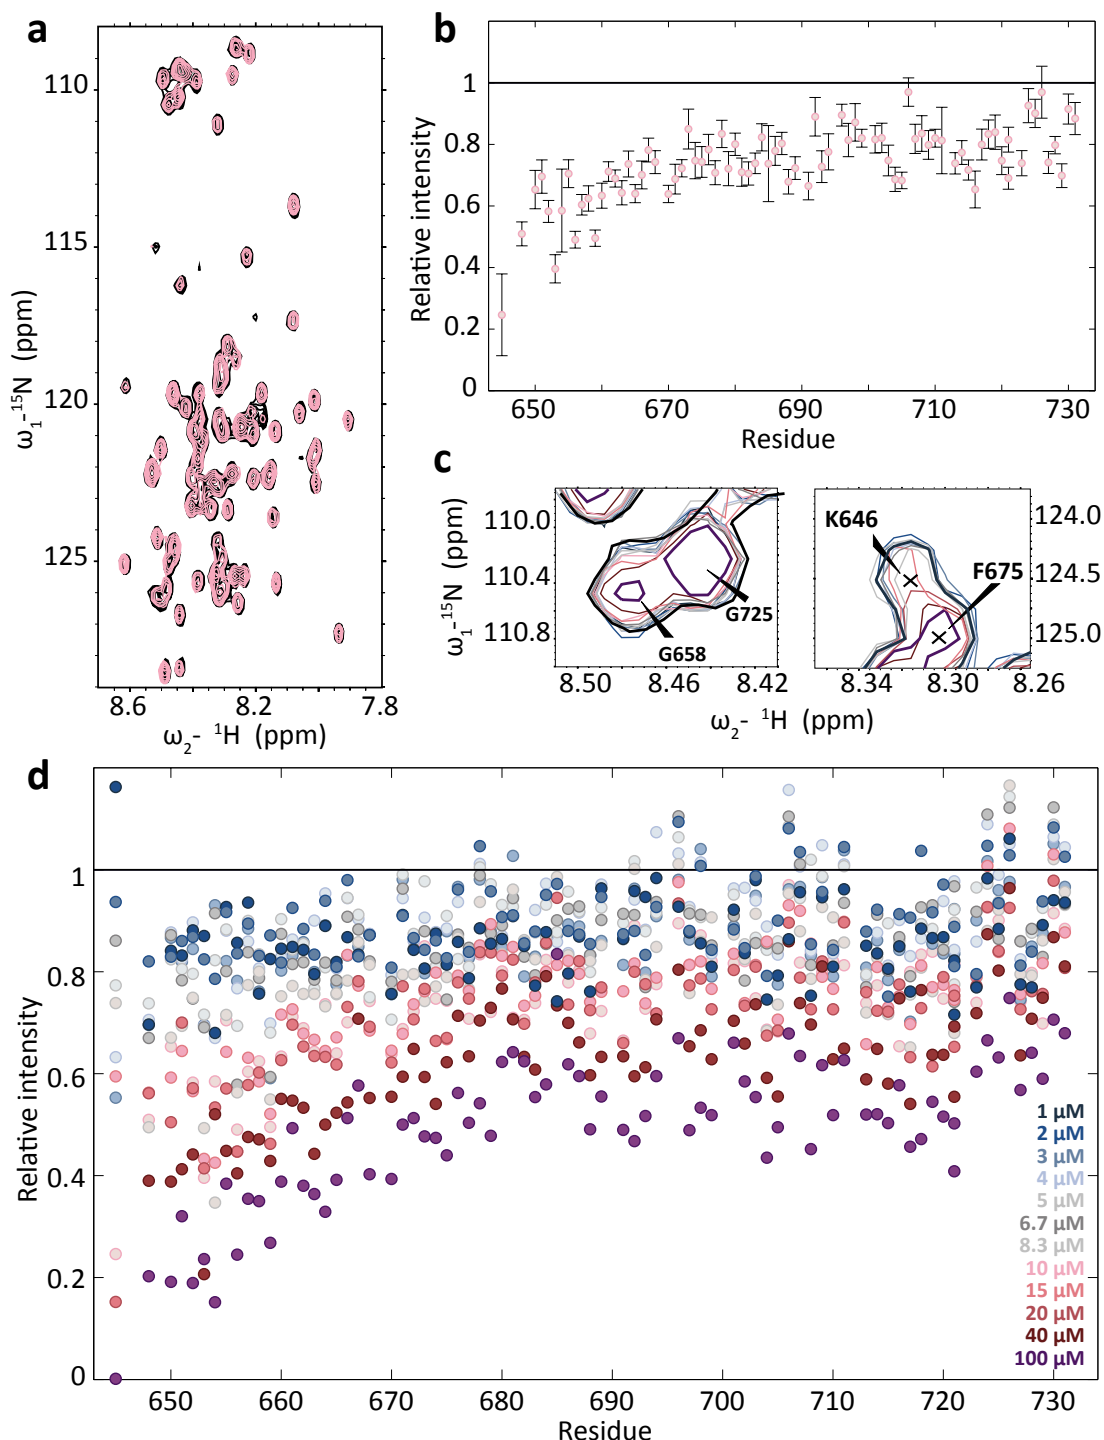 a
110
115
120
125
ω1-15N (ppm)
8.6
8.2
7.8
ω2- 1H (ppm)
b
1
0.8
0.6
0.4
0.2
0
Relative intensity
650
670
690
710
730
Residue
c
ω1-15N (ppm)
110.0
110.4
110.8
G725
G658
8.50
8.46
8.42
K646
F675
124.0
124.5
125.0
8.34
8.30
8.26
ω2- 1H (ppm)
d
1
0.8
0.6
0.4
0.2
0
Relative intensity
1 µM
2 µM
3 µM
4 µM
5 µM
6.7 µM
8.3 µM
10 µM
15 µM
20 µM
40 µM
100 µM
650
660
670
680
690
700
710
720
730
Residue